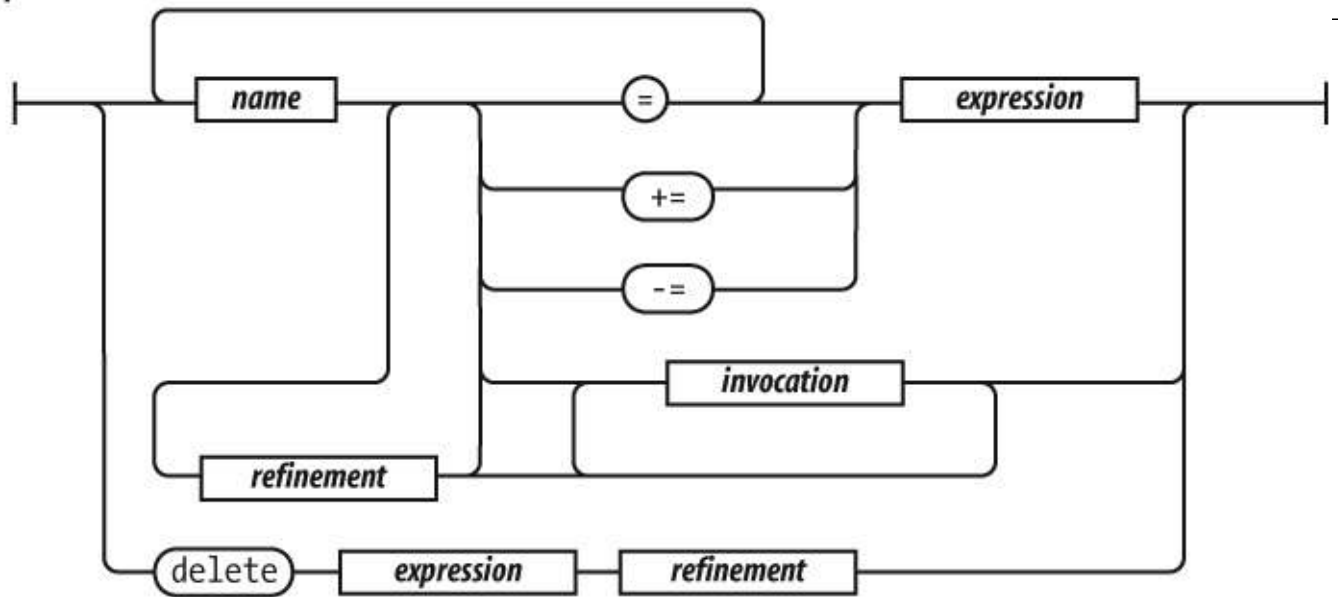 name = expression
+=
-=
invocation
refinement
delete expression refinement